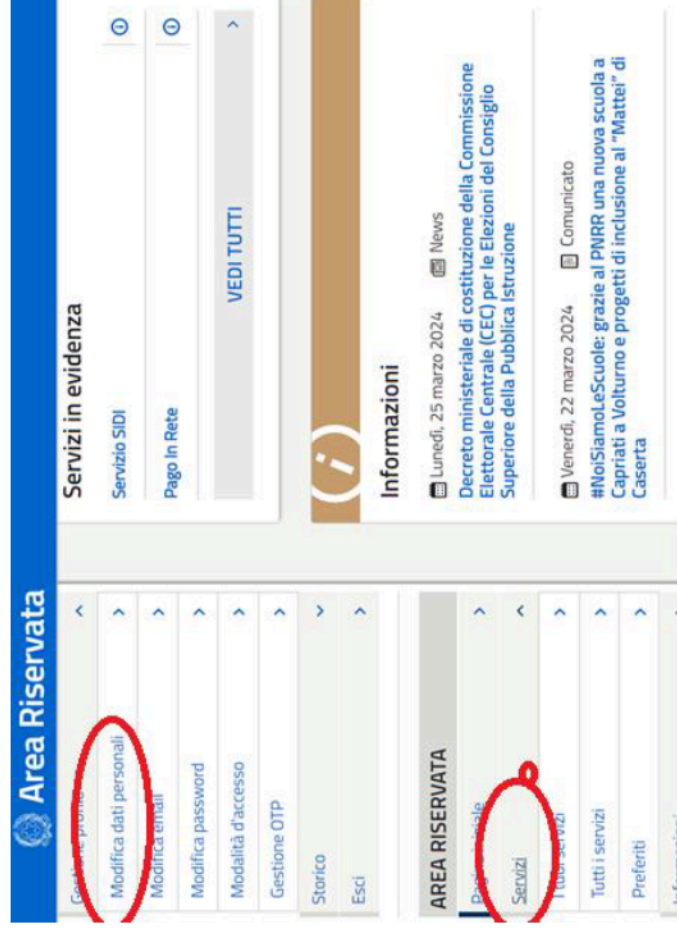 Area Riservata
Gestione profilo
Modifica dati personali
Modifica email
Modifica password
Modalità d'accesso
Gestione OTP
Storico
Esci
AREA RISERVATA
Servizi
I tuoi servizi
Tutti i servizi
Preferiti
Servizi in evidenza
Servizio SIDI
Pago In Rete
VEDI TUTTI
Informazioni
Lunedì, 25 marzo 2024 News
Decreto ministeriale di costituzione della Commissione
Elettorale Centrale (CEC) per le Elezioni del Consiglio
Superiore della Pubblica Istruzione
Venerdì, 22 marzo 2024 Comunicato
#NoiSiamoLeScuole: grazie al PNRR una nuova scuola a
Capriati a Volturno e progetti di inclusione al "Mattei" di
Caserta